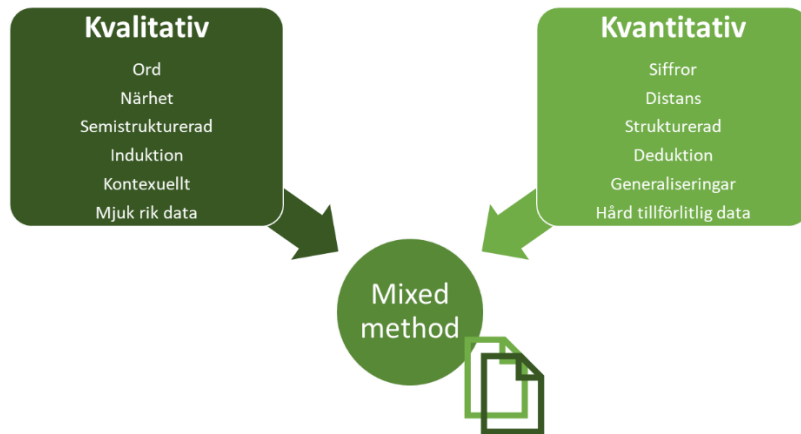 Kvalitativ
Ord
Närhet
Semistrukturerad
Induktion
Kontexuellt
Mjuk rik data
Kvantitativ
Siffror
Distans
Strukturerad
Deduktion
Generaliseringar
Hård tillförlitlig data
Mixed
method